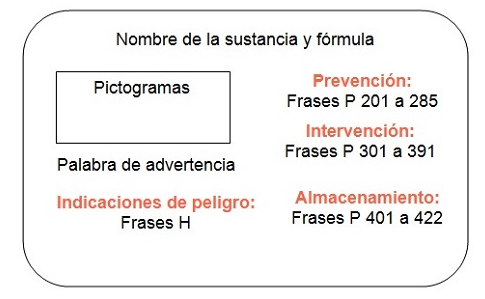 Nombre de la sustancia y fórmula
Pictogramas
Palabra de advertencia
Indicaciones de peligro:
Frases H
Prevención:
Frases P 201 a 285
Intervención:
Frases P 301 a 391
Almacenamiento:
Frases P 401 a 422